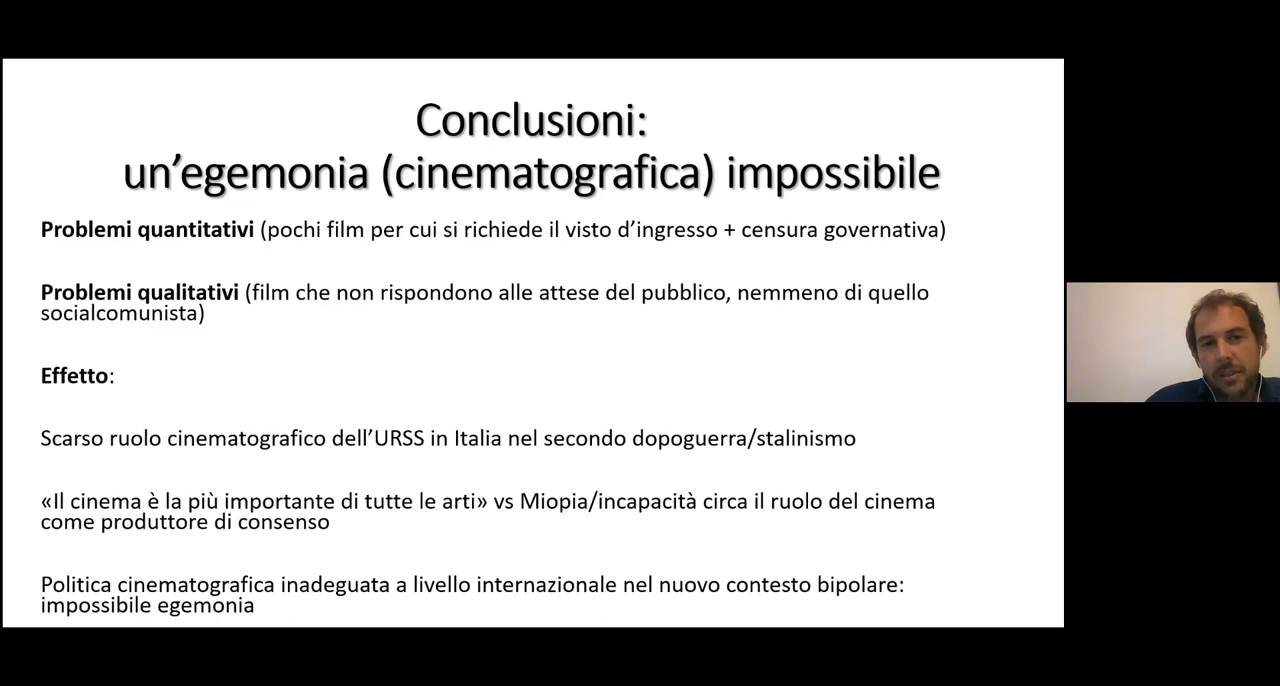 Conclusioni:
un’egemonia (cinematografica) impossibile
Problemi quantitativi (pochi film per cui si richiede il visto d’ingresso + censura governativa)
Problemi qualitativi (film che non rispondono alle attese del pubblico, nemmeno di quello
socialcomunista)
Effetto:
Scarso ruolo cinematografico dell’URSS in Italia nel secondo dopoguerra/stalinismo
«Il cinema è la più importante di tutte le arti» vs Miopia/incapacità circa il ruolo del cinema
come produttore di consenso
Politica cinematografica inadeguata a livello internazionale nel nuovo contesto bipolare:
impossibile egemonia